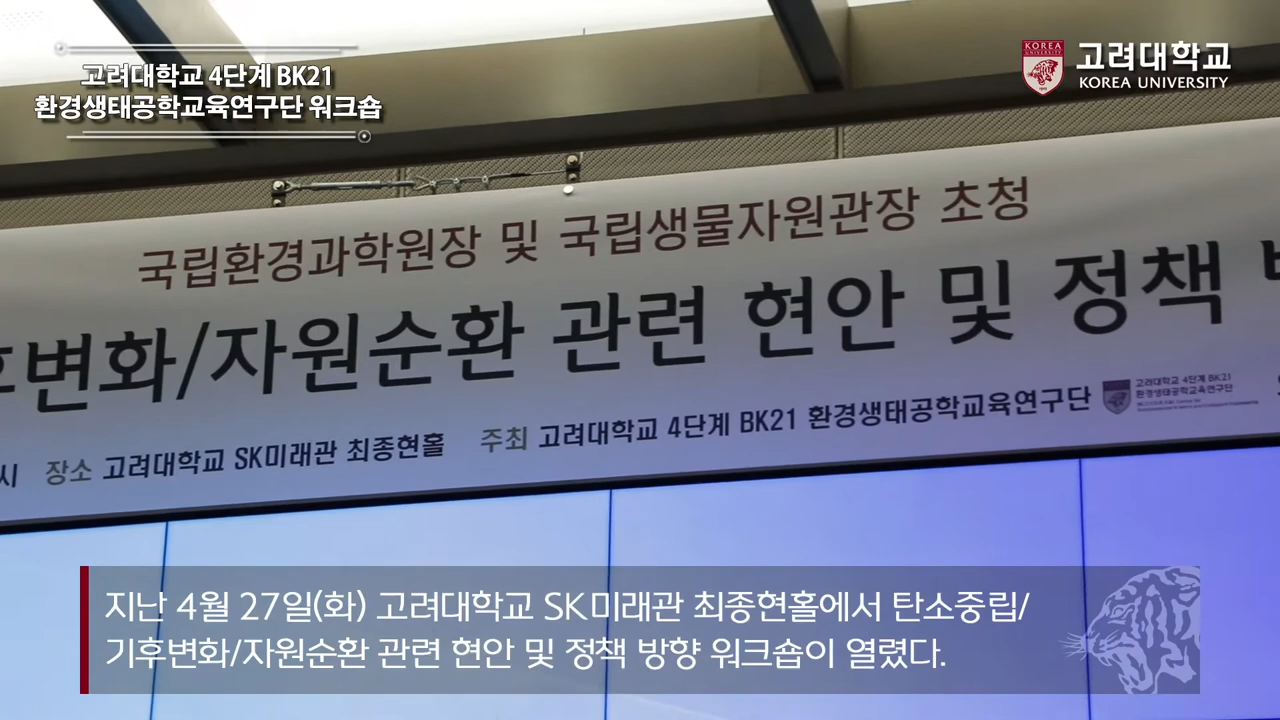 고려대학교 4단계 BK21
환경생태공학교육연구단 워크숍
KOREA
고려대학교
KOREA UNIVERSITY
국립환경과학원장 및 국립생물자원관장 초청
후변화/자원순환 관련 현안 및 정책
시 장소 고려대학교 SK미래관 최종현홀 주최 고려대학교 4단계 BK21 환경생태공학교육연구단
고려대학교 4단계 BK21
환경생태공학교육연구단
지난 4월 27일(화) 고려대학교 SK미래관 최종현홀에서 탄소중립/
기후변화/자원순환 관련 현안 및 정책 방향 워크숍이 열렸다.